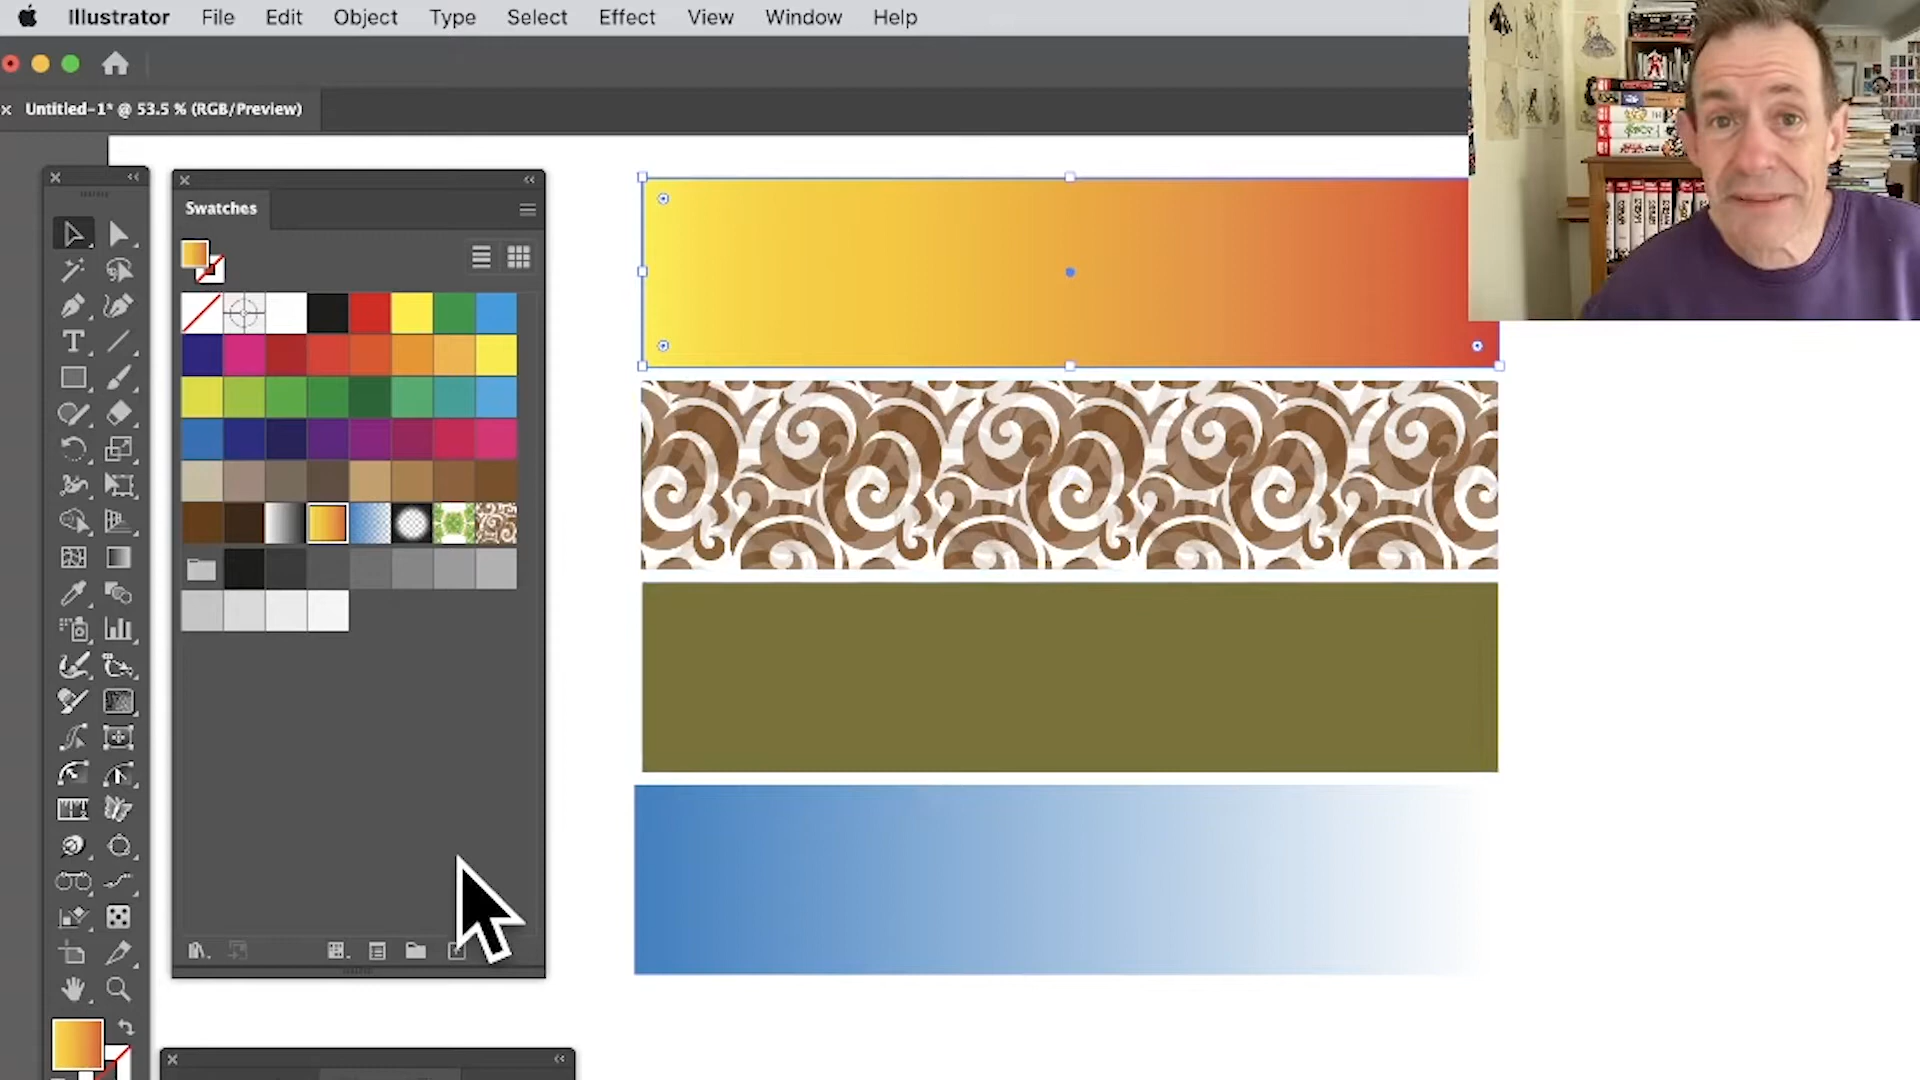 Illustrator File Edit Object Type Select Effect View Window Help
Untitled-1* @ 53.5 % (RGB/Preview)
Swatches